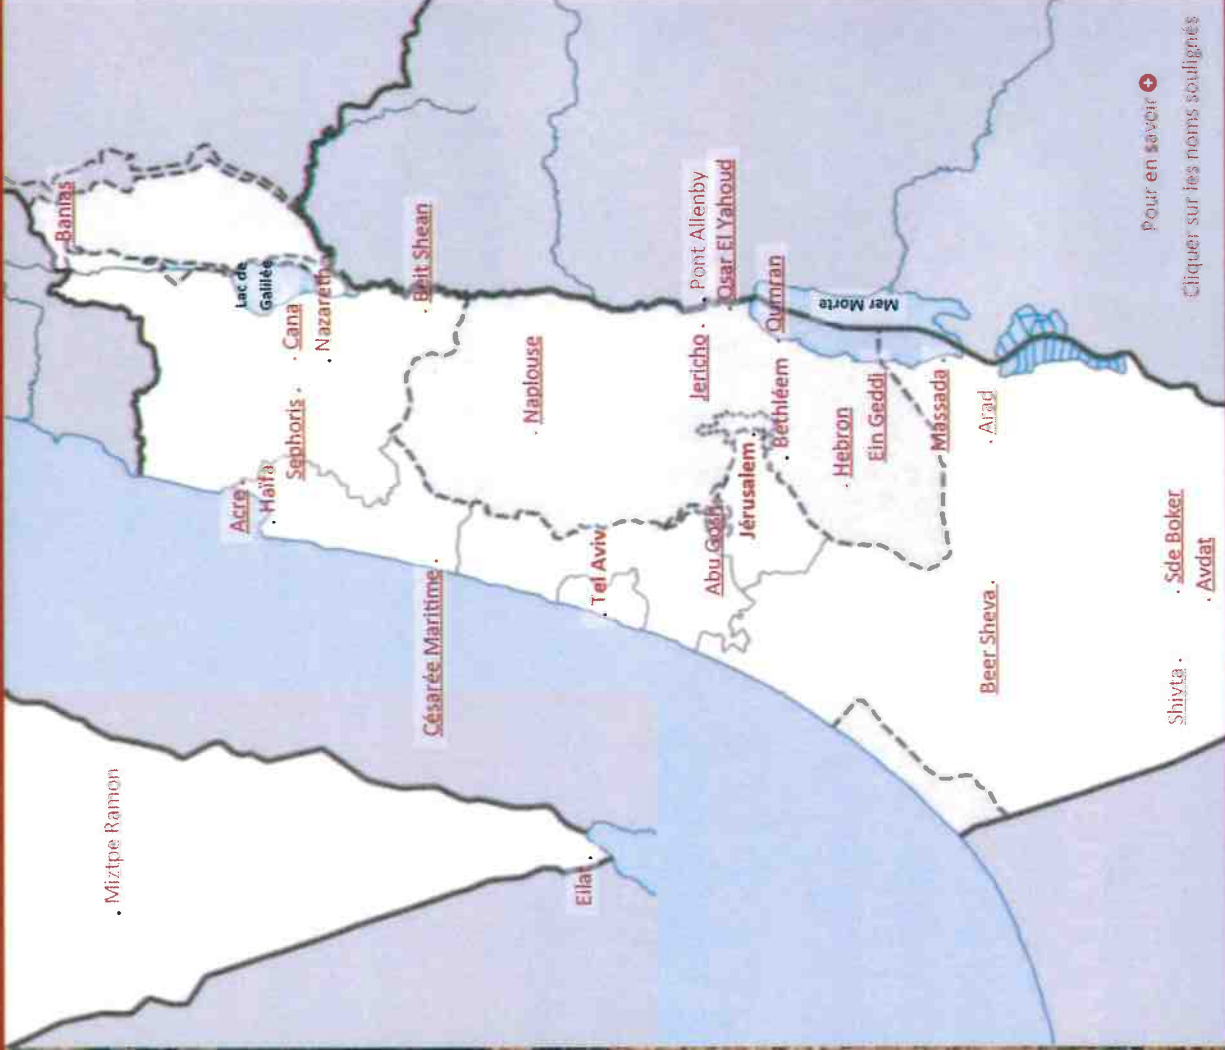 Banias
Lac de
Galilée
Acre
Haïfa
Sephoris
Cana
Nazareth
Césarée Maritime
Beit Shean
Naplouse
Tel Aviv
Jericho
Pont Allenby
Qsar El Yahoud
Abu Gosh
Jérusalem
Bethléem
Qumran
Mer Morte
Hebron
Ein Geddi
Massada
Arad
Beer Sheva
Sde Boker
Avdat
Shivta
Miztpe Ramon
Eilat
Pour en savoir
Cliquer sur les noms soulignés